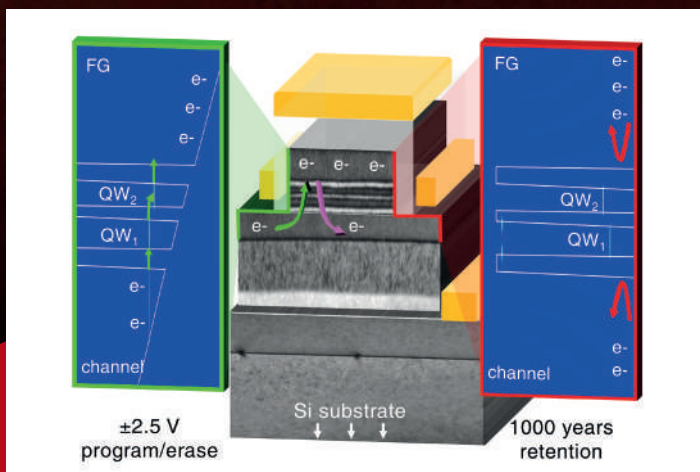 FG
e-
e-
e-
QW2
QW1
e-
e-
channel
±2.5 V
program/erase
e- e- e-
e- e-
Si substrate
FG
e-
e-
e-
QW2
QW1
e-
e-
channel
1000 years
retention